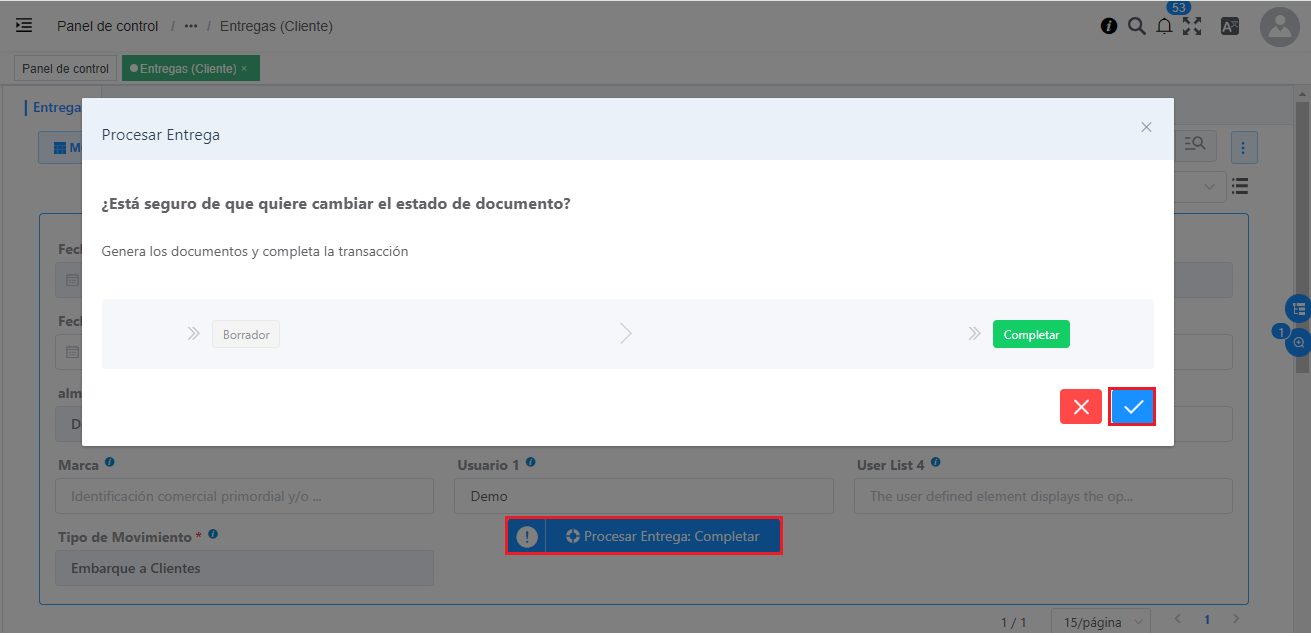 53
Panel de control / ••• / Entregas (Cliente)
Panel de control
Entregas (Cliente) ×
Entrega
M
Procesar Entrega
¿Está seguro de que quiere cambiar el estado de documento?
Genera los documentos y completa la transacción
Borrador
Completar
Fech
Fech
alm
D
1
Marca
Usuario 1
User List 4
Identificación comercial primordial y/o ...
Demo
The user defined element displays the op...
Tipo de Movimiento *
Procesar Entrega: Completar
Embarque a Clientes
1 / 1
15/página
1